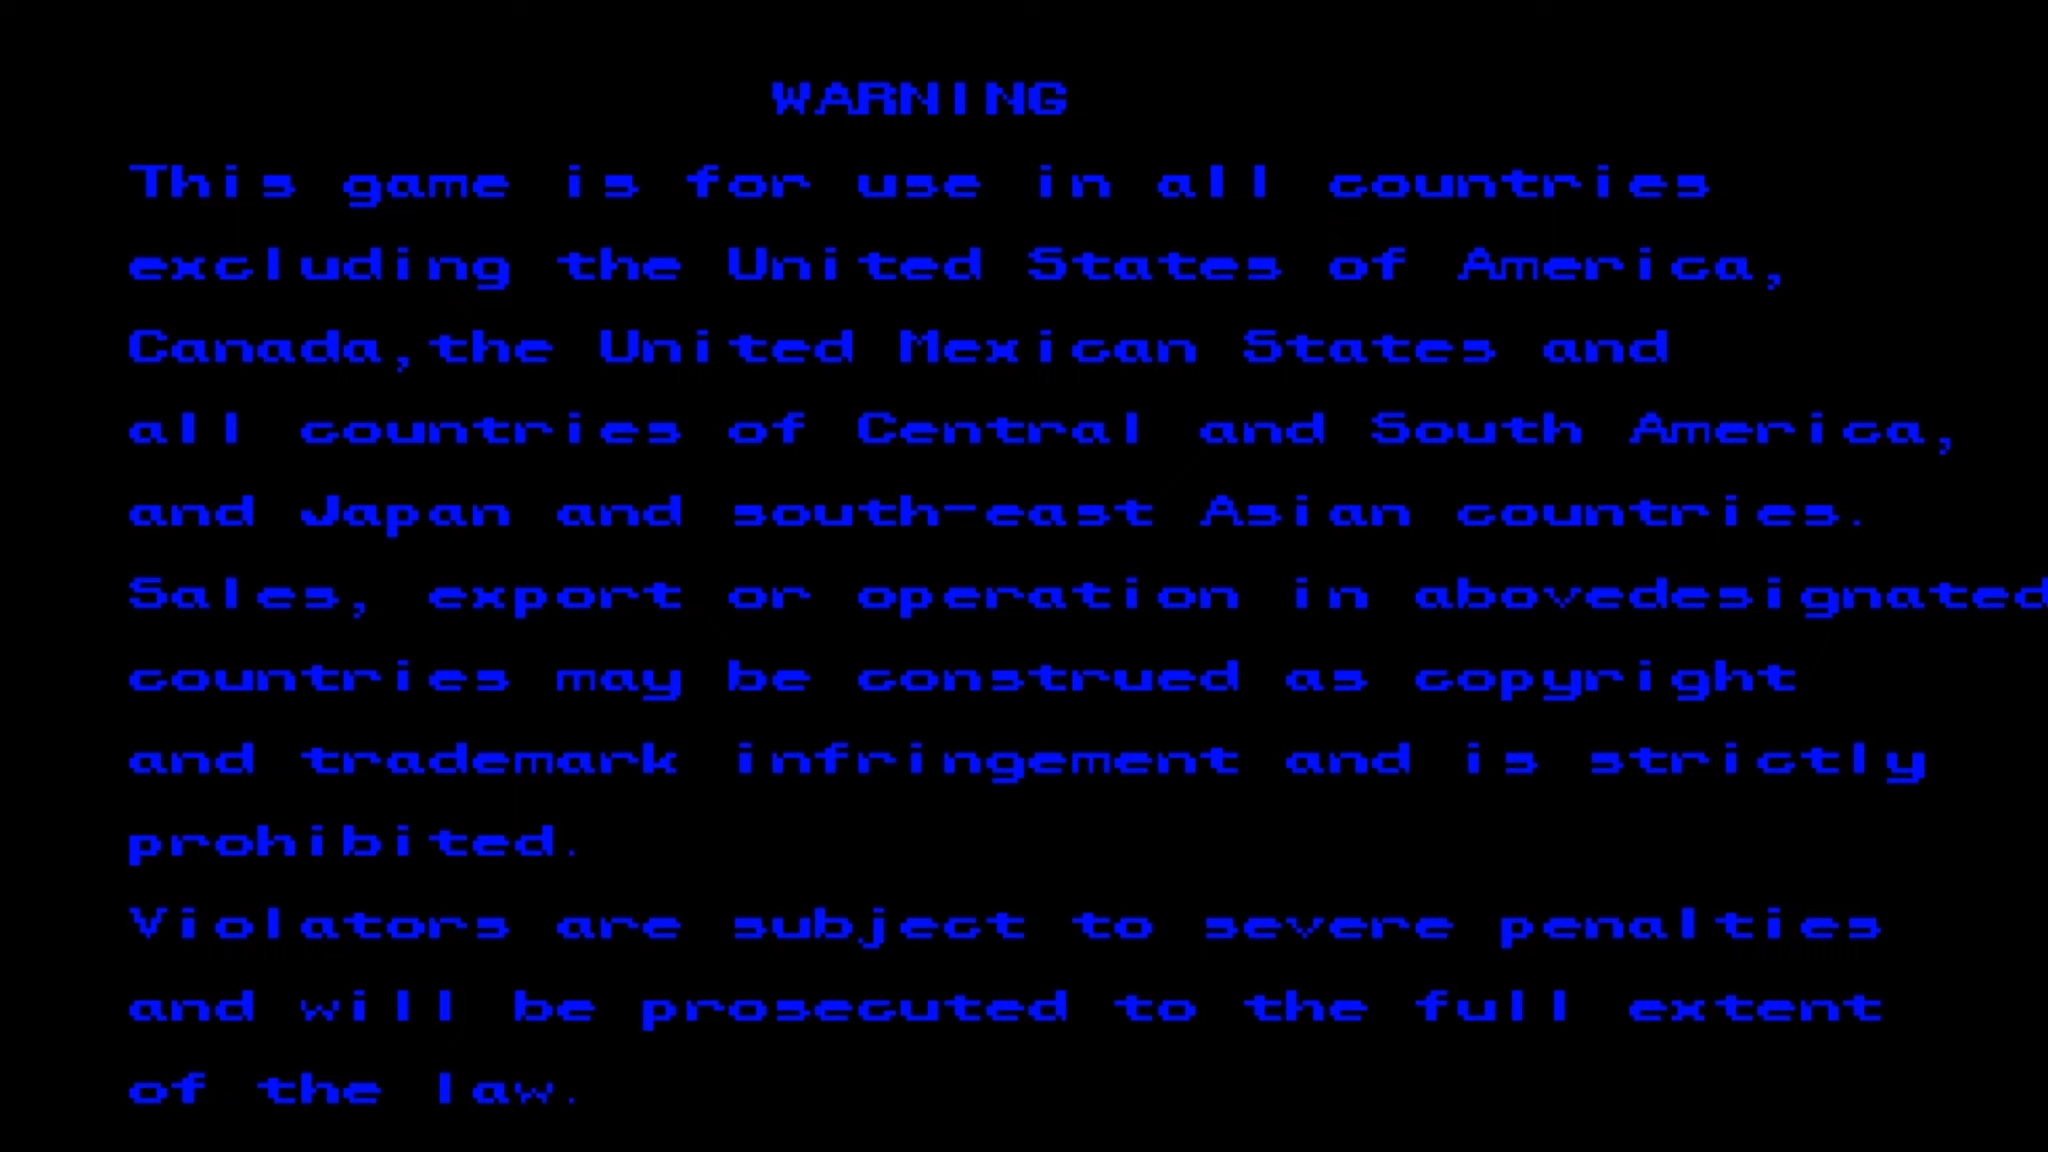 WARNING
This game is for use in all countries
excluding the United States of America,
Canada,the United Mexican States and
all countries of Central and South America,
and Japan and south-east Asian countries.
Sales, export or operation in abovedesignated
countries may be construed as copyright
and trademark infringement and is strictly
prohibited.
Violators are subject to severe penalties
and will be prosecuted to the full extent
of the law.